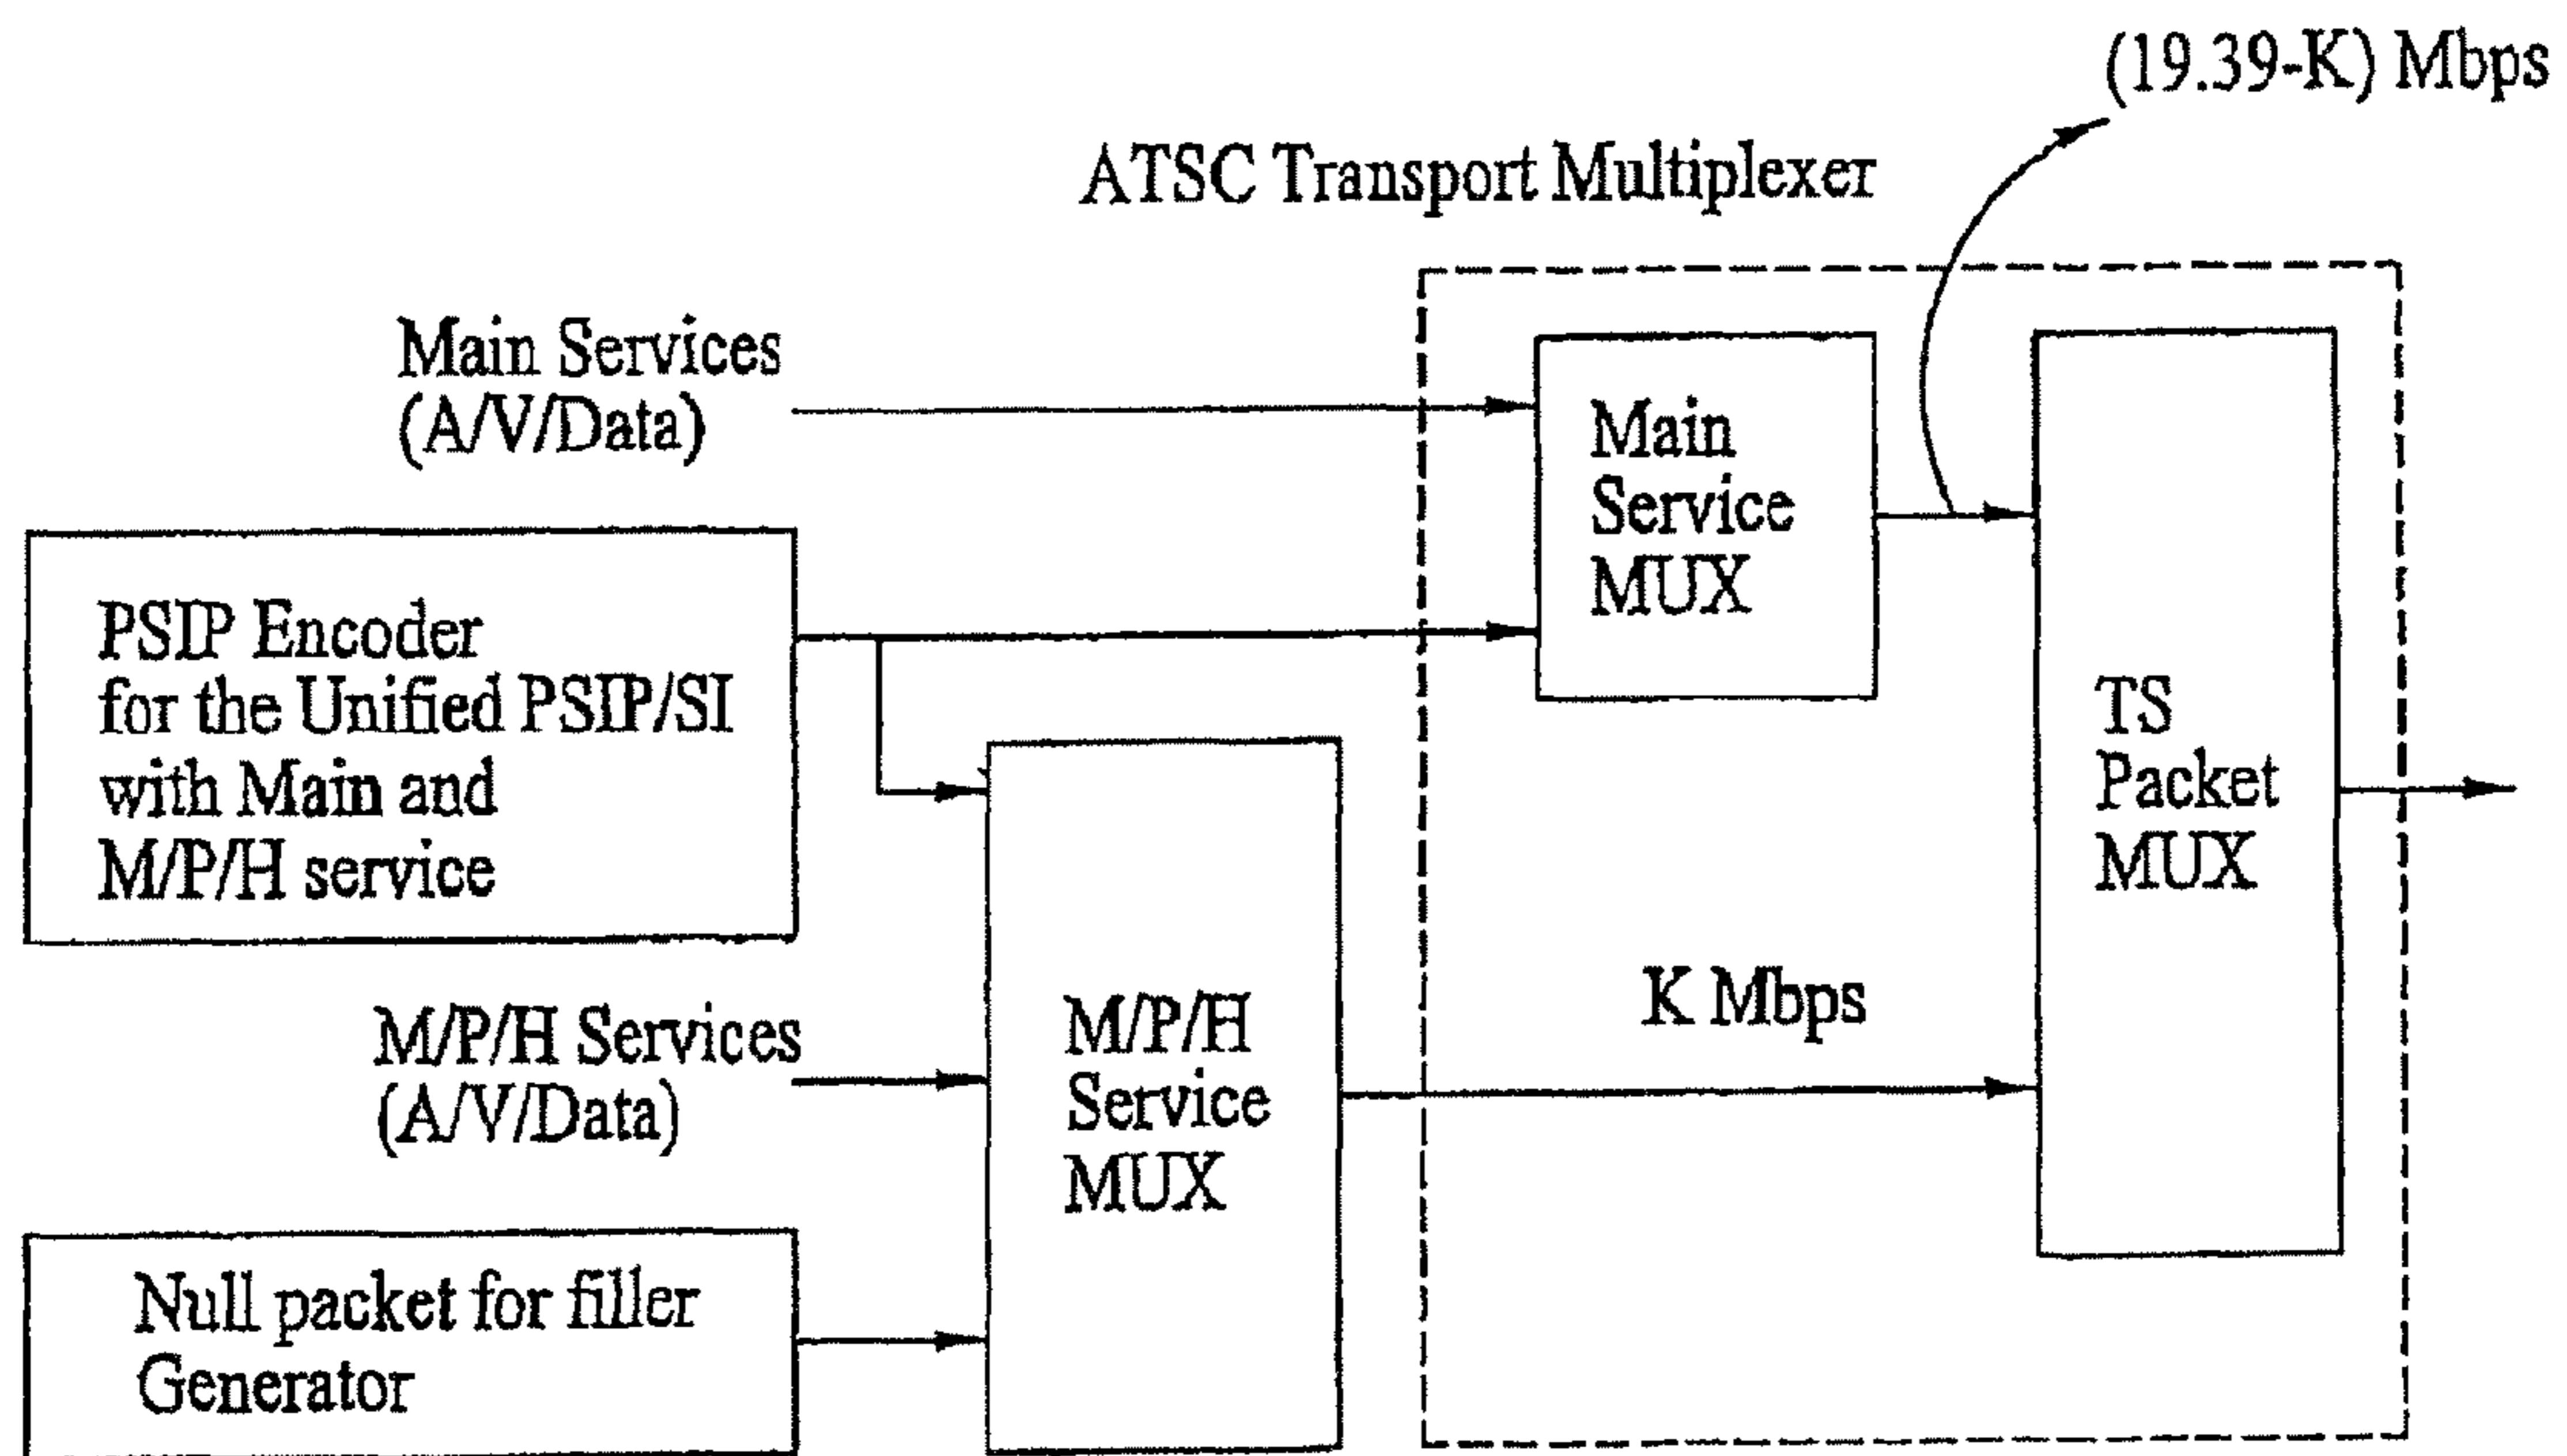 (19.39-K) Mbps
ATSC Transport Multiplexer
Main Services
(A/V/Data)
Main
Service
MUX
PSIP Encoder
for the Unified PSIP/SI
with Main and
M/P/H service
TS
Packet
MUX
M/P/H Services
(A/V/Data)
M/P/H
Service
MUX
K Mbps
Null packet for filler
Generator